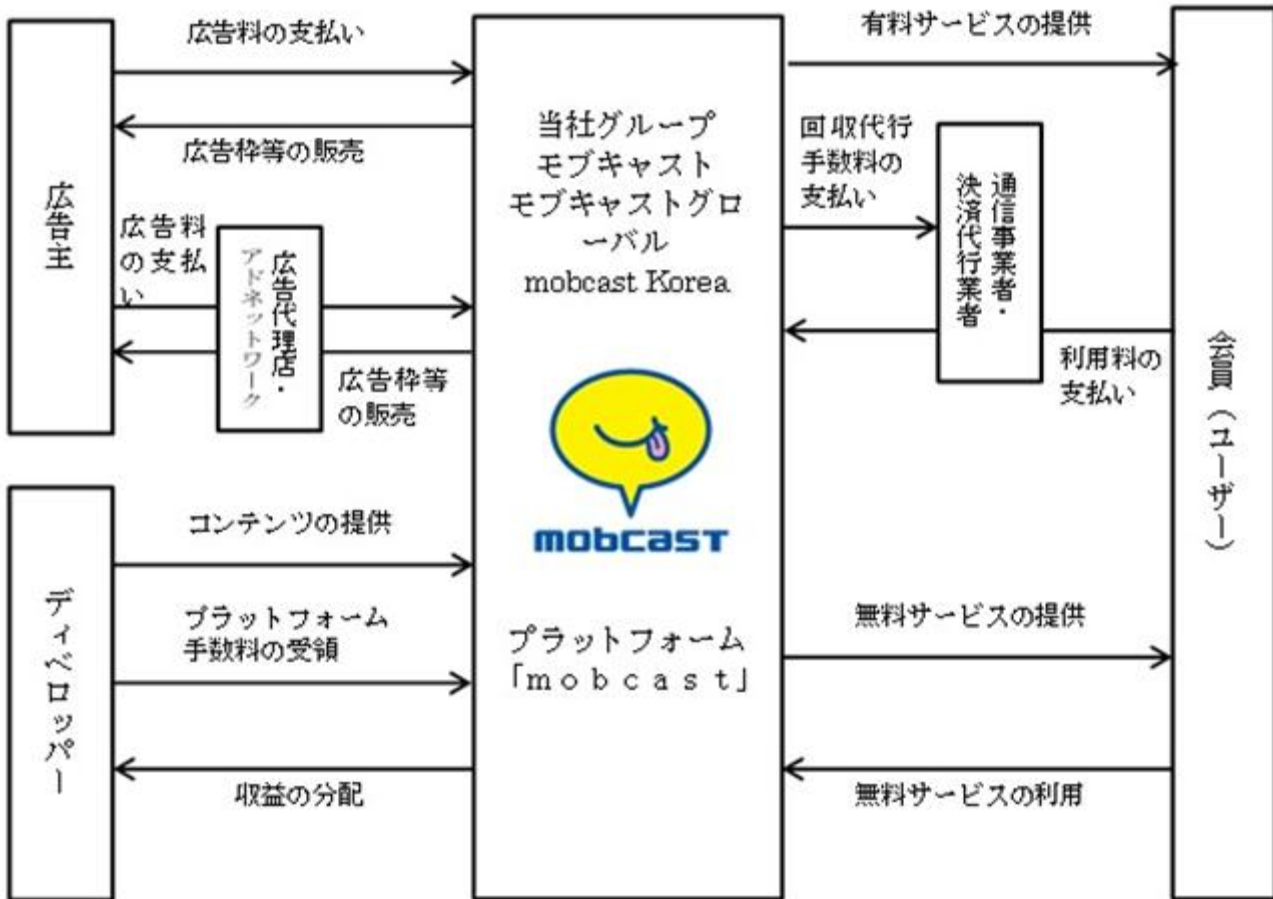 広告主
広告料の支払い
広告枠等の販売
広告料
の支払
い
広告代理店・
アドネットワーク
広告枠等
の販売
ディベロッパー
コンテンツの提供
プラットフォーム
手数料の受領
収益の分配
当社グループ
モブキャスト
モブキャストグロ
ーバル
mobcast Korea
mobcast
プラットフォーム
「ｍｏｂｃａｓｔ」
有料サービスの提供
回収代行
手数料の
支払い
通信事業者・
決済代行業者
利用料の
支払い
無料サービスの提供
無料サービスの利用
会員（ユーザー）